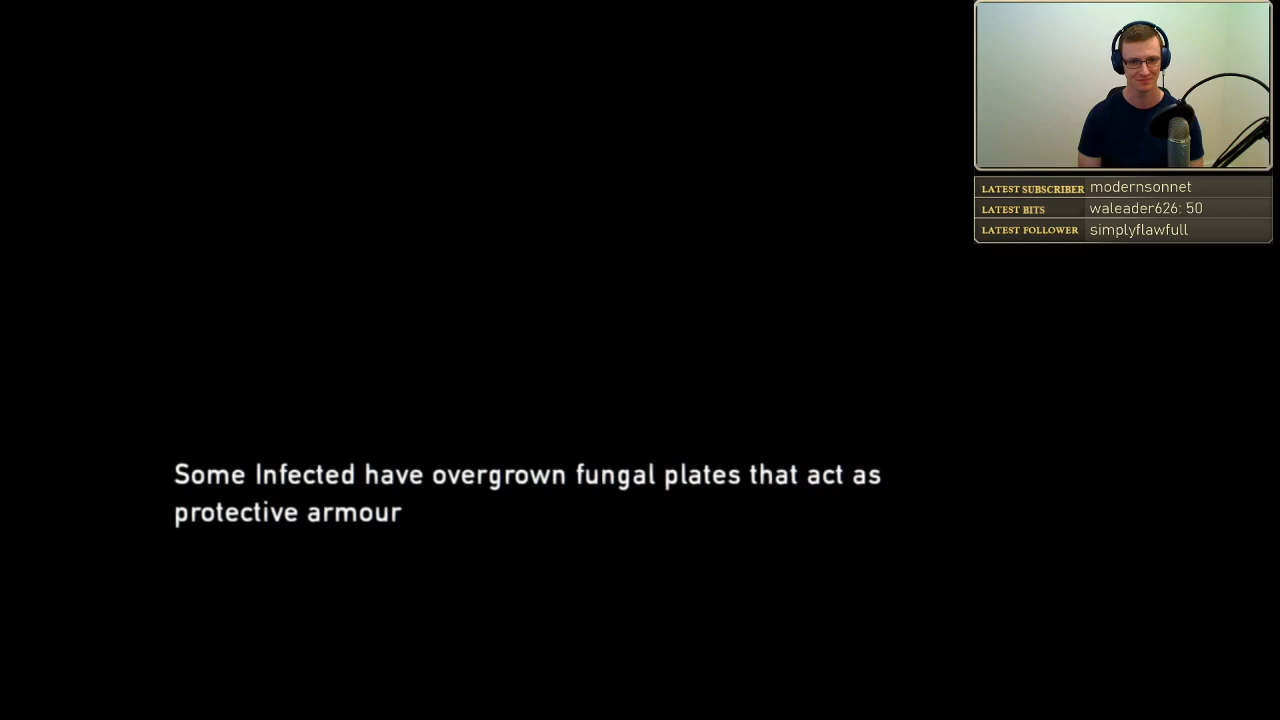 LATEST SUBSCRIBER modernsonnet
LATEST BITS waleader626: 50
LATEST FOLLOWER simplyflawfull
Some Infected have overgrown fungal plates that act as
protective armour